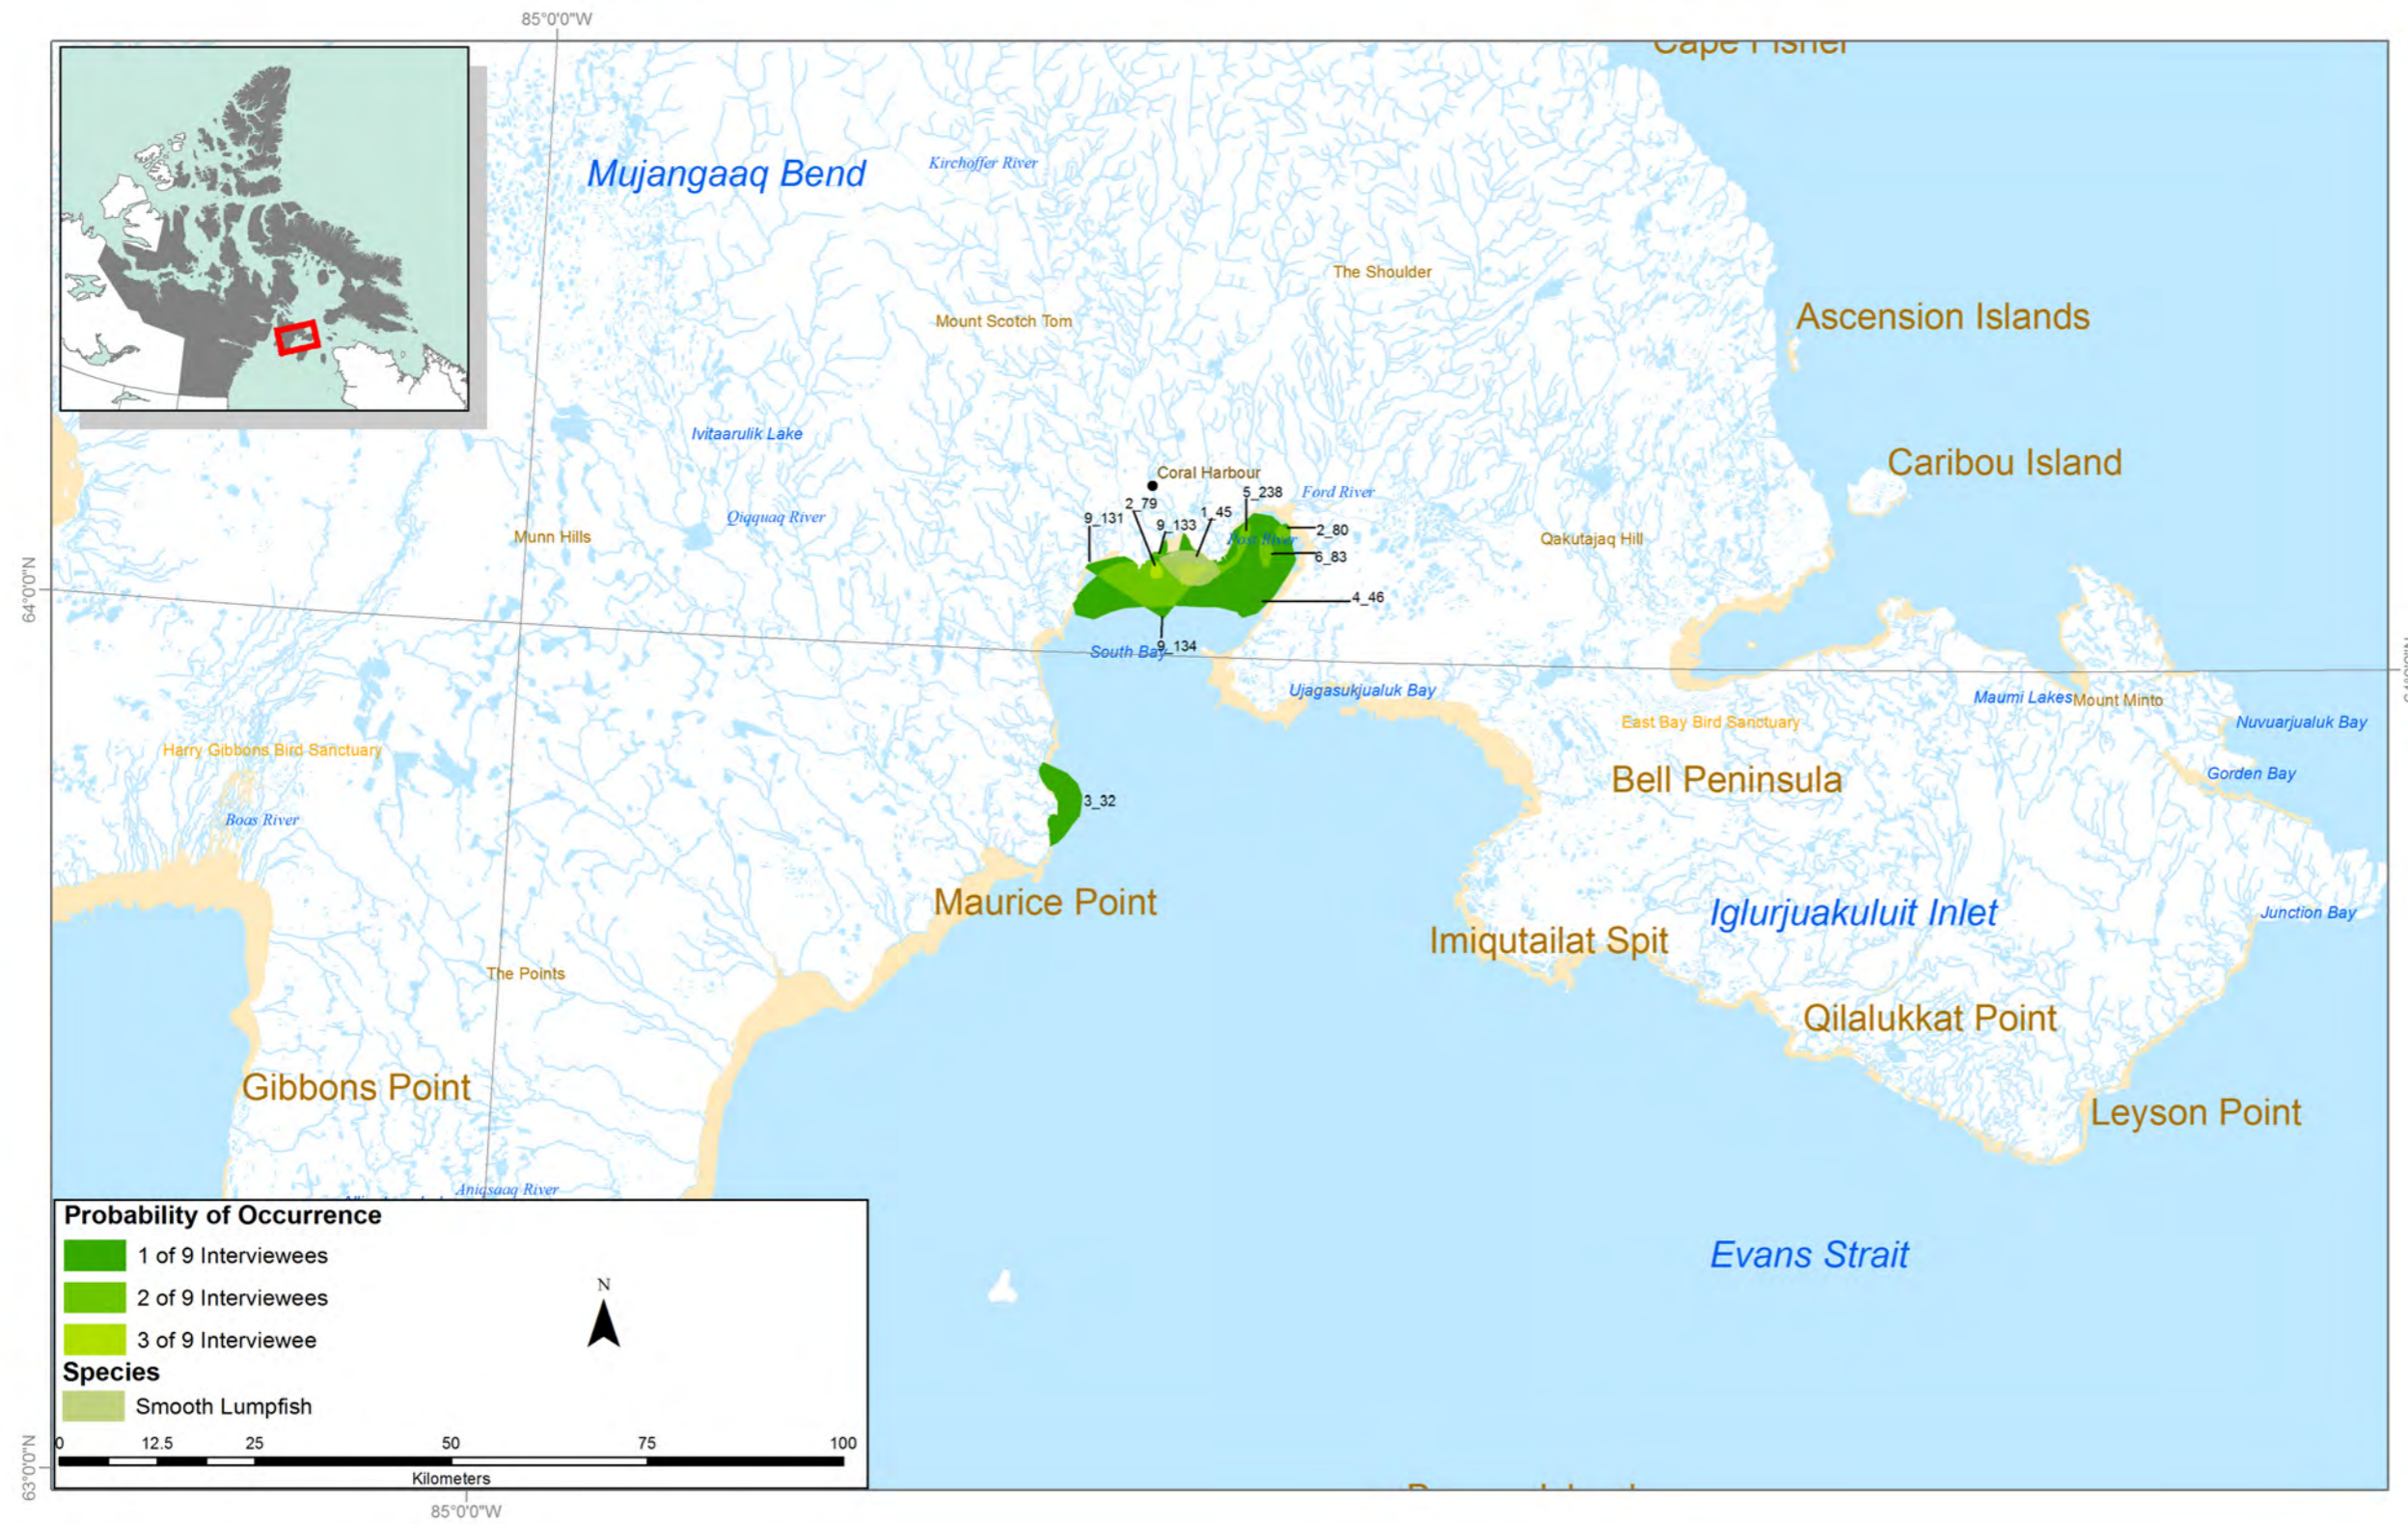 85°0'0"W
Cape Fisher
Mujangaaq Bend
Kirchoffer River
The Shoulder
Ascension Islands
Mount Scotch Tom
Ivitaarulik Lake
Caribou Island
Coral Harbour
5_238
Ford River
2_79
1_45
9_131
9_133
Qiqquaq River
2_80
Munn Hills
Post River
Qakutajaq Hill
6_83
64°0'0"N
4_46
9_134
South Bay
Ujagasukjualuk Bay
Maumi Lakes
Mount Minto
East Bay Bird Sanctuary
Nuvuarjualuk Bay
Harry Gibbons Bird Sanctuary
Gorden Bay
Bell Peninsula
3_32
Boas River
Maurice Point
Iglurjuakuluit Inlet
Junction Bay
Imiqutailat Spit
The Points
Qilalukkat Point
Gibbons Point
Leyson Point
Aniqsaaq River
Evans Strait
Probability of Occurrence
1 of 9 Interviewees
2 of 9 Interviewees
3 of 9 Interviewee
Species
Smooth Lumpfish
N
0 12.5 25 50 75 100
Kilometers
63°0'0"N
85°0'0"W